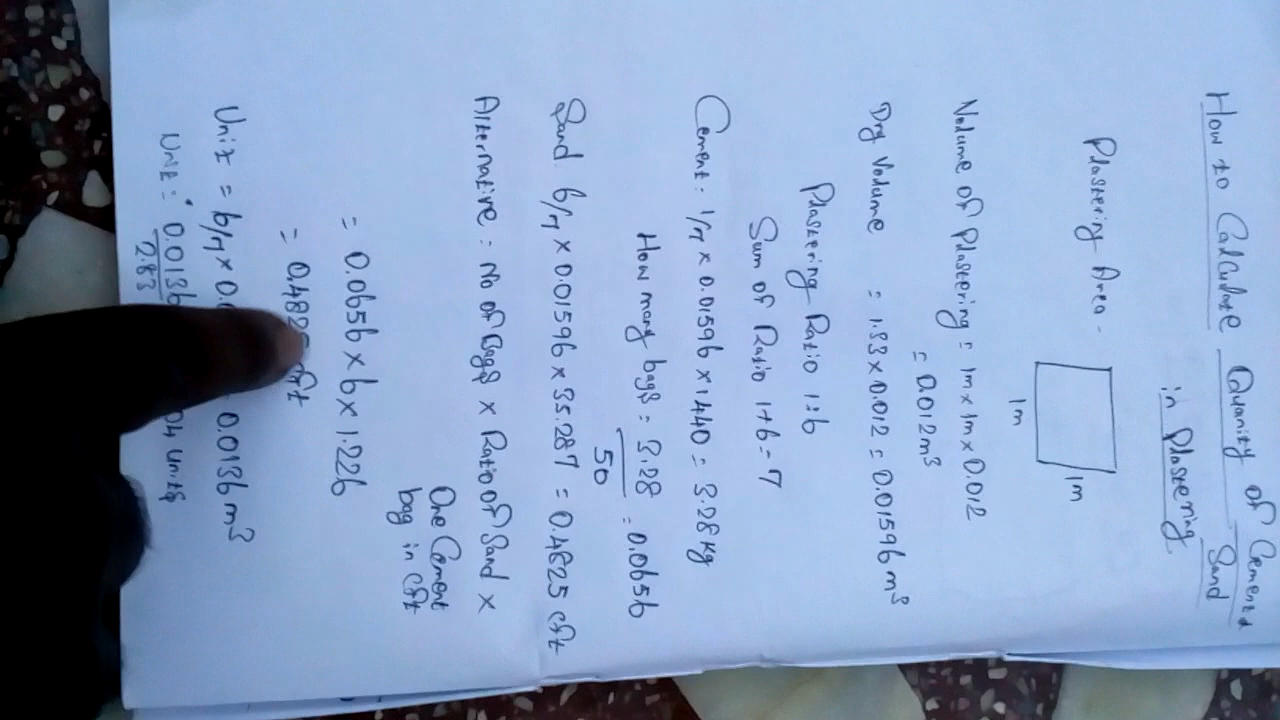 How to Calculate Quantity of Cement &
Sand
in Plastering
Plastering Area -
1m
1m
Volume of Plastering = 1m x 1m x 0.012
= 0.012m³
Dry Volume = 1.33 x 0.012 = 0.01596 m³
Plastering Ratio 1:6
Sum of Ratio 1+6 = 7
Cement : 1/7 x 0.01596 x 1440 = 3.28 kg
How many bags = 3.28 = 0.0656
50
Sand 6/7 x 0.01596 x 35.287 = 0.4825 cft
Alternative : No of Bags x Ratio of Sand x
One Cement
bag in cft
= 0.0656 x 6 x 1.226
= 0.482 cft
Unit = 6/7 x 0.0 0.0136 m³
Unit = 0.0136 04 units
2.83